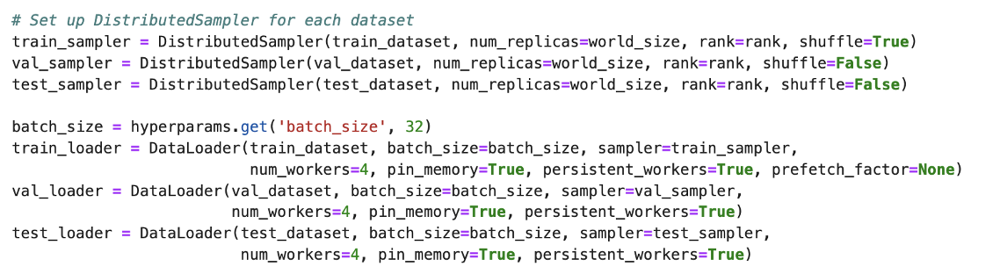 # Set up DistributedSampler for each dataset
train_sampler = DistributedSampler(train_dataset, num_replicas=world_size, rank=rank, shuffle=True)
val_sampler = DistributedSampler(val_dataset, num_replicas=world_size, rank=rank, shuffle=False)
test_sampler = DistributedSampler(test_dataset, num_replicas=world_size, rank=rank, shuffle=False)

batch_size = hyperparams.get('batch_size', 32)
train_loader = DataLoader(train_dataset, batch_size=batch_size, sampler=train_sampler,
                          num_workers=4, pin_memory=True, persistent_workers=True, prefetch_factor=None)
val_loader = DataLoader(val_dataset, batch_size=batch_size, sampler=val_sampler,
                        num_workers=4, pin_memory=True, persistent_workers=True)
test_loader = DataLoader(test_dataset, batch_size=batch_size, sampler=test_sampler,
                         num_workers=4, pin_memory=True, persistent_workers=True)